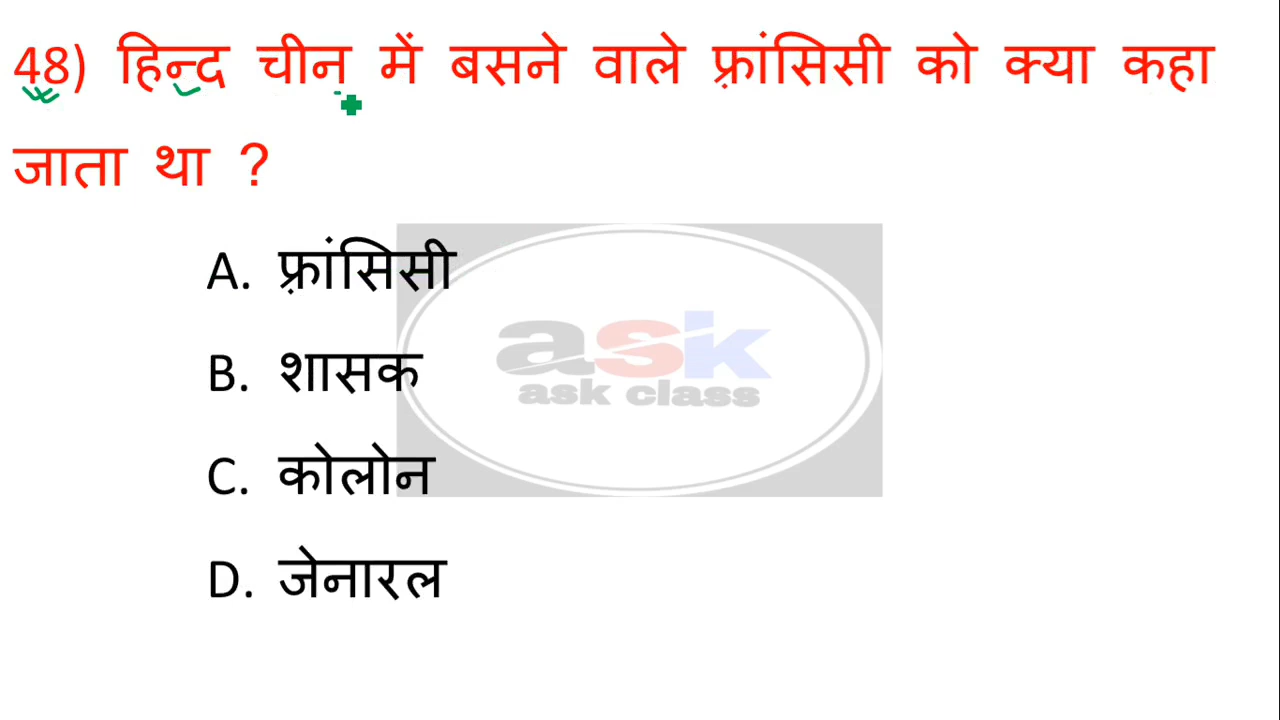 48) हिन्द चीन में बसने वाले फ़्रांसिसी को क्या कहा
जाता था ?
A. फ़्रांसिसी
B. शासक
C. कोलोन
D. जेनारल
ask
ask class